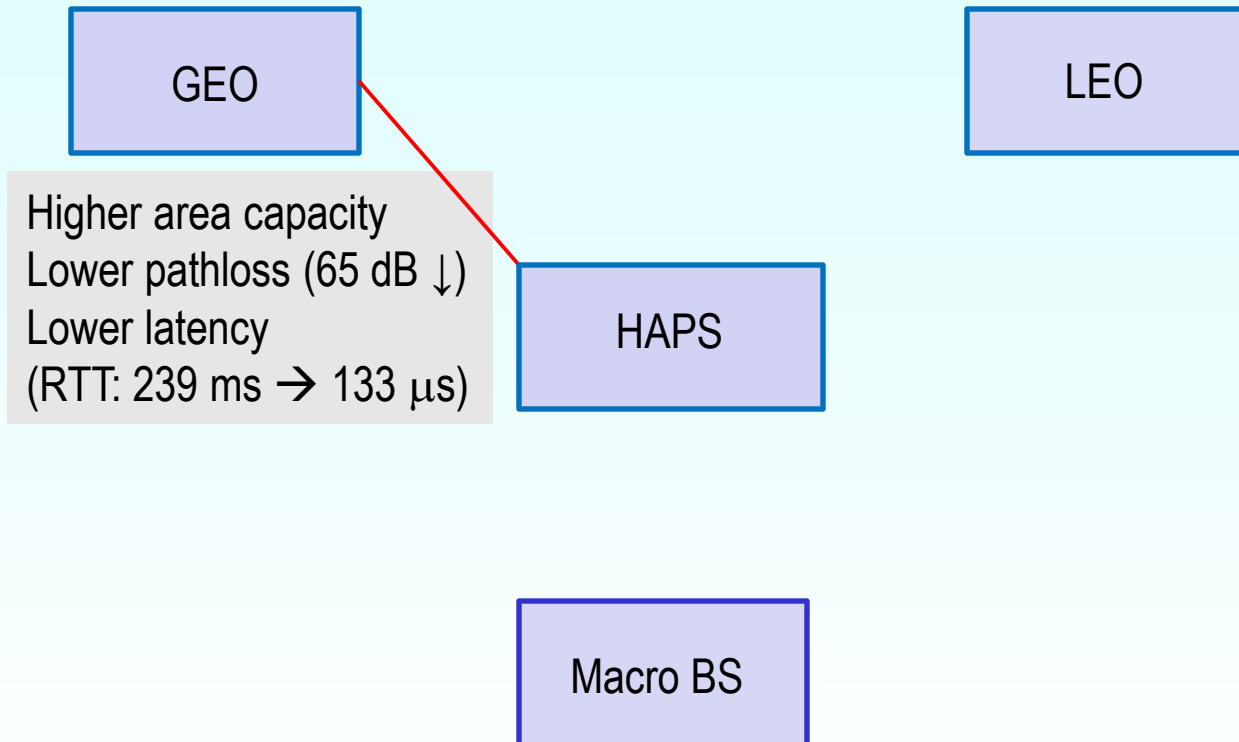 GEO
LEO
Higher area capacity
Lower pathloss (65 dB ↓)
Lower latency
(RTT: 239 ms → 133 μs)
HAPS
Macro BS